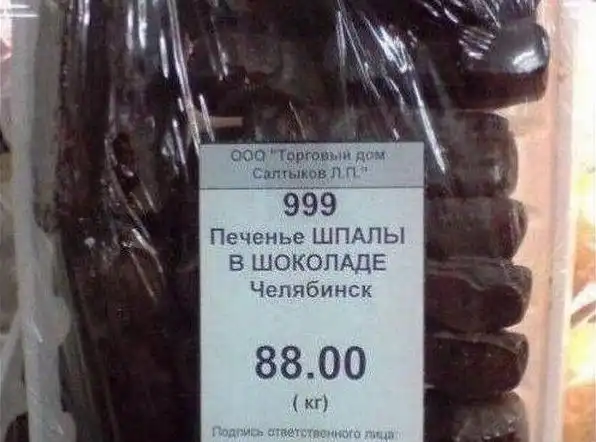 ООО "Торговый дом
Салтыков Л.П."
999
Печенье ШПАЛЫ
В ШОКОЛАДЕ
Челябинск
88.00
( кг)
Подпись ответственного лица